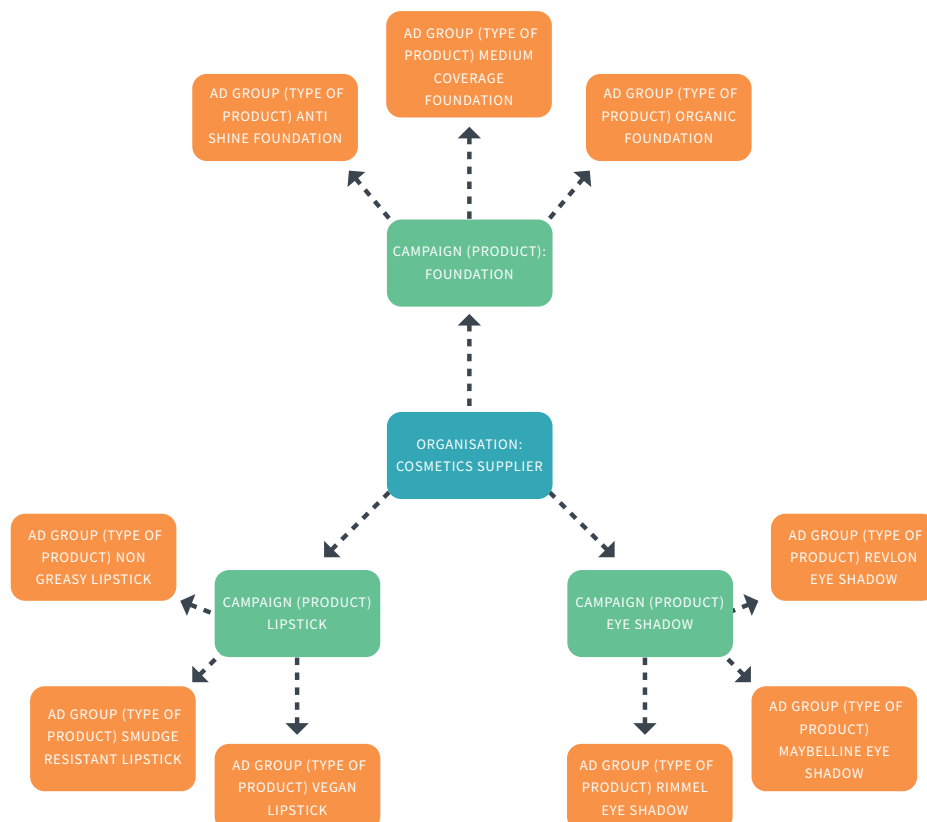 AD GROUP (TYPE OF
PRODUCT) MEDIUM
COVERAGE
FOUNDATION
AD GROUP (TYPE OF
PRODUCT) ANTI
SHINE FOUNDATION
AD GROUP (TYPE OF
PRODUCT) ORGANIC
FOUNDATION
CAMPAIGN (PRODUCT):
FOUNDATION
ORGANISATION:
COSMETICS SUPPLIER
AD GROUP (TYPE OF
PRODUCT) NON
GREASY LIPSTICK
CAMPAIGN (PRODUCT)
LIPSTICK
CAMPAIGN (PRODUCT)
EYE SHADOW
AD GROUP (TYPE OF
PRODUCT) REVLON
EYE SHADOW
AD GROUP (TYPE OF
PRODUCT) SMUDGE
RESISTANT LIPSTICK
AD GROUP (TYPE OF
PRODUCT) VEGAN
LIPSTICK
AD GROUP (TYPE OF
PRODUCT) RIMMEL
EYE SHADOW
AD GROUP (TYPE OF
PRODUCT)
MAYBELLINE EYE
SHADOW